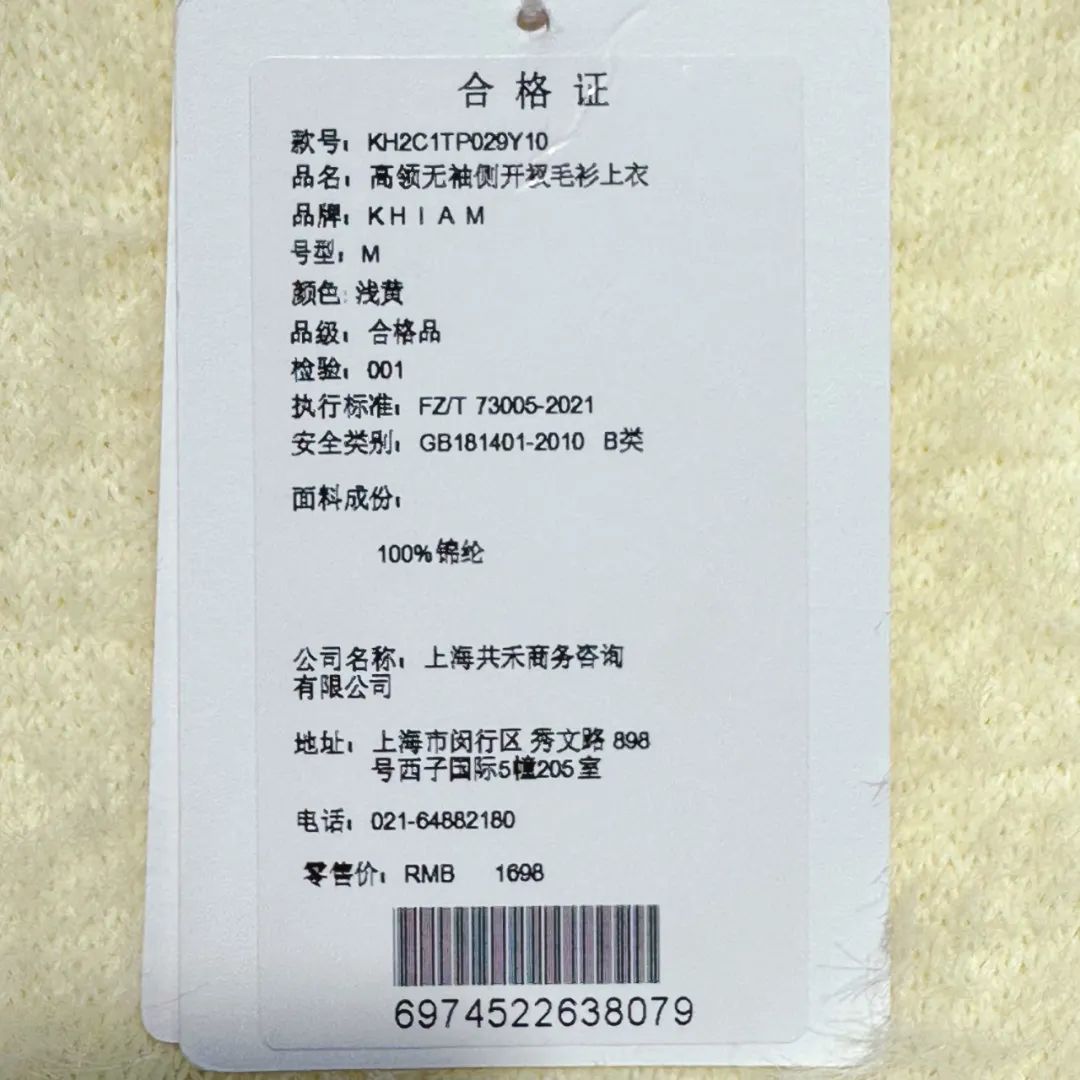 合格证
款号：KH2C1TP029Y10
品名：高领无袖侧开衩毛衫上衣
品牌：KHIAM
号型：M
颜色：浅黄
品级：合格品
检验：001
执行标准：FZ/T 73005-2021
安全类别：GB181401-2010 B类
面料成份：
100%锦纶
公司名称：上海共禾商务咨询
有限公司
地址：上海市闵行区 秀文路 898
号西子国际5幢205室
电话：021-64882180
零售价：RMB 1698
6974522638079